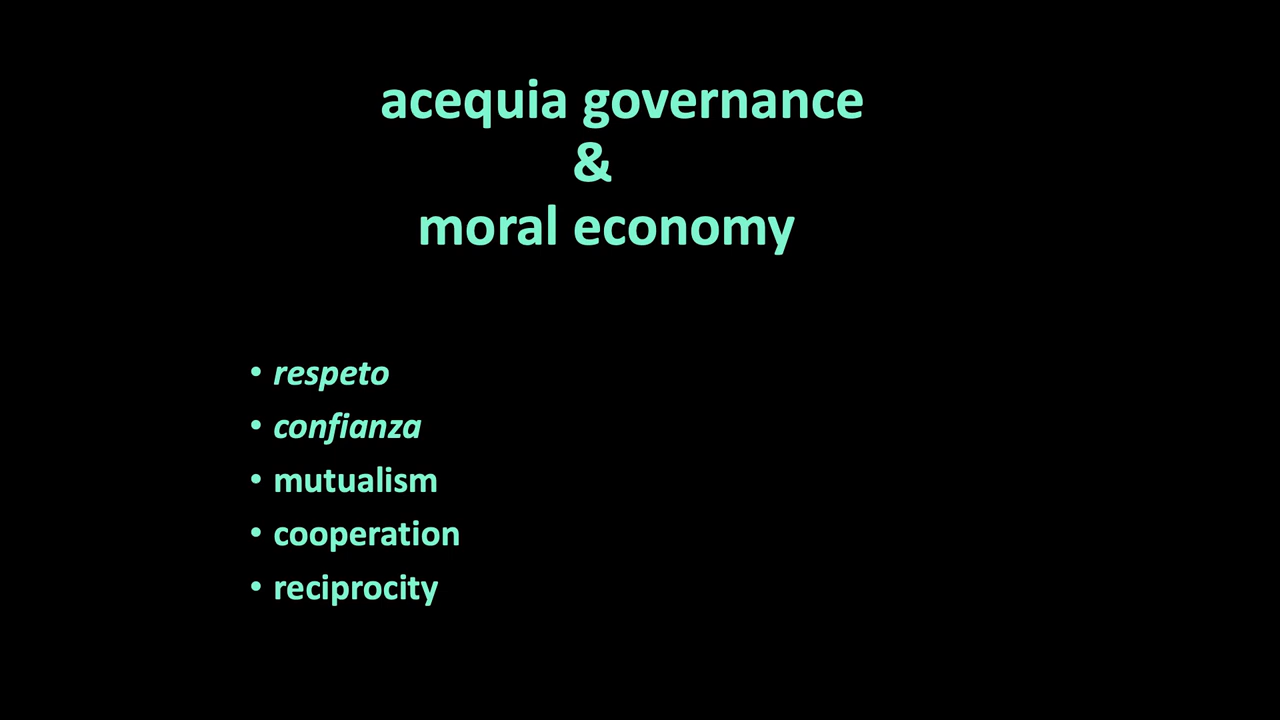 acequia governance
&
moral economy
• respeto
• confianza
• mutualism
• cooperation
• reciprocity